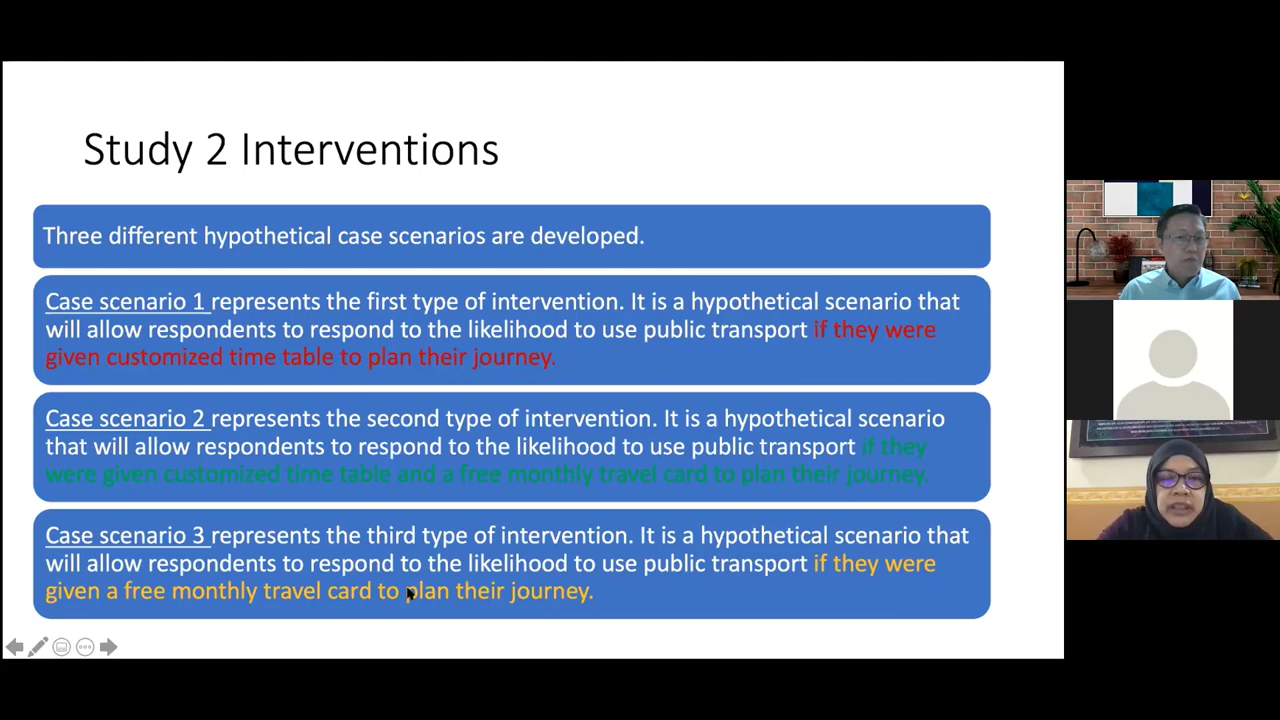 Study 2 Interventions
Three different hypothetical case scenarios are developed.
Case scenario 1 represents the first type of intervention. It is a hypothetical scenario that
will allow respondents to respond to the likelihood to use public transport if they were
given customized time table to plan their journey.
Case scenario 2 represents the second type of intervention. It is a hypothetical scenario
that will allow respondents to respond to the likelihood to use public transport if they
were given customized time table and a free monthly travel card to plan their journey.
Case scenario 3 represents the third type of intervention. It is a hypothetical scenario that
will allow respondents to respond to the likelihood to use public transport if they were
given a free monthly travel card to plan their journey.